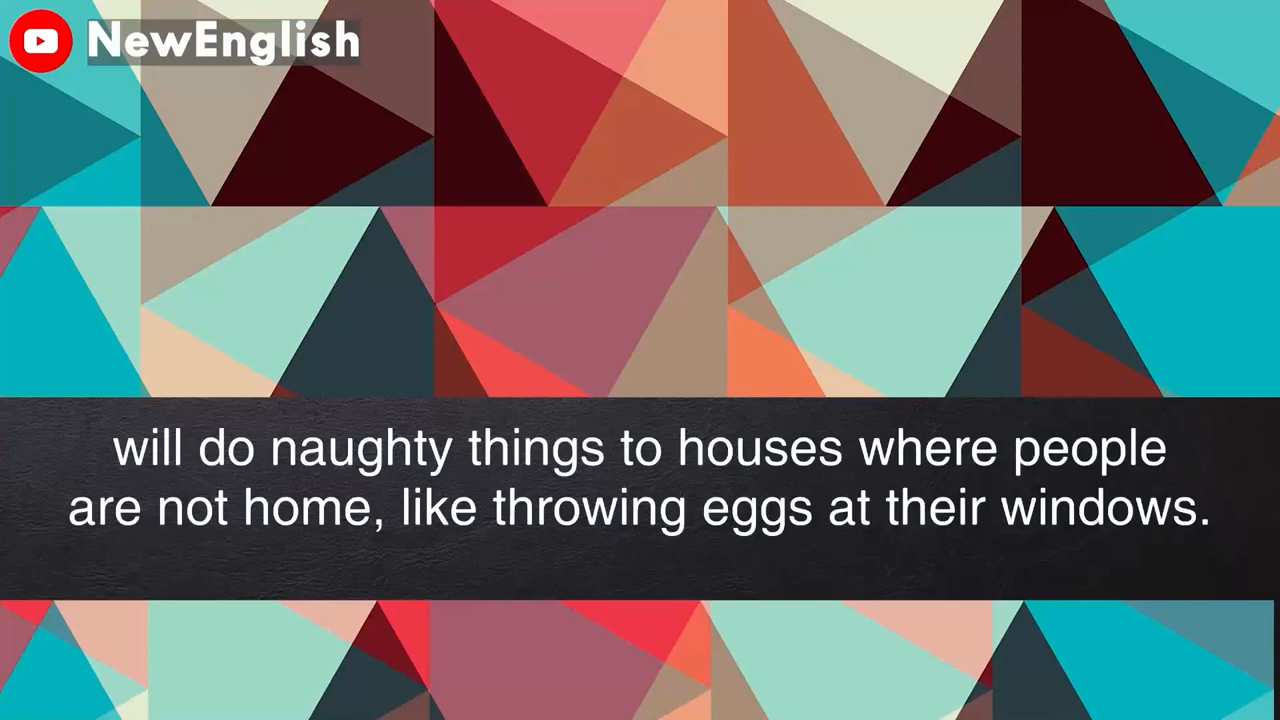 NewEnglish
will do naughty things to houses where people
are not home, like throwing eggs at their windows.